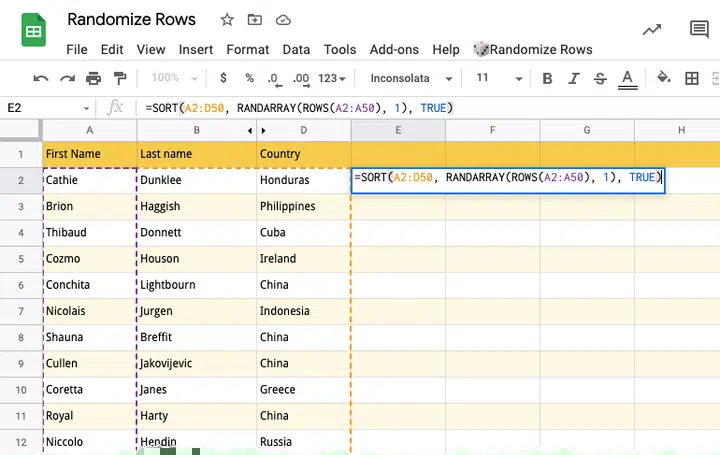 Randomize Rows
File Edit View Insert Format Data Tools Add-ons Help 🎲Randomize Rows
100% $ % .0 .00 123 Inconsolata 11 B I S A
E2 fx =SORT(A2:D50, RANDARRAY(ROWS(A2:A50), 1), TRUE)
A B D E F G H
1 First Name Last name Country
2 Cathie Dunklee Honduras =SORT(A2:D50, RANDARRAY(ROWS(A2:A50), 1), TRUE)
3 Brion Haggish Philippines
4 Thibaud Donnett Cuba
5 Cozmo Houson Ireland
6 Conchita Lightbourn China
7 Nicolais Jurgen Indonesia
8 Shauna Breffit China
9 Cullen Jakovijevic China
10 Coretta Janes Greece
11 Royal Harty China
12 Niccolo Hendin Russia